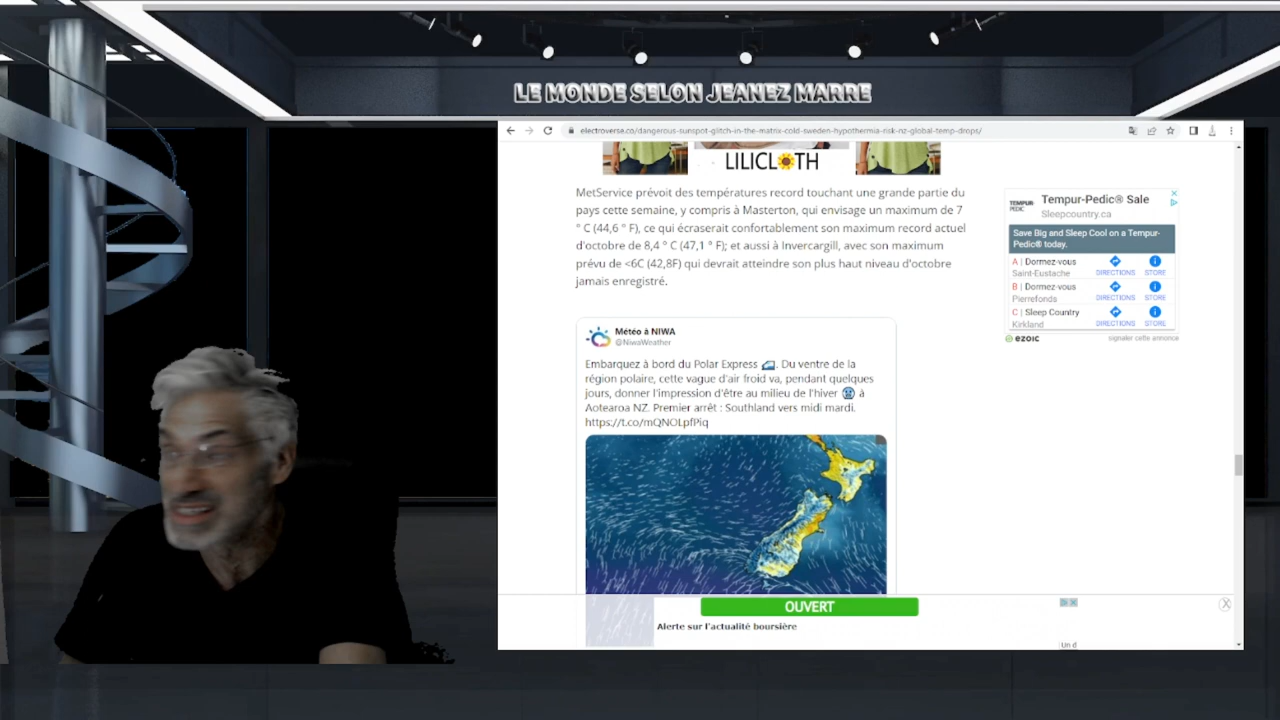 LE MONDE SELON JEANEZ MARRE
electroverse.co/dangerous-sunspot-glitch-in-the-matrix-cold-sweden-hypothermia-risk-nz-global-temp-drops/
LILICLOTH
MetService prévoit des températures record touchant une grande partie du
pays cette semaine, y compris à Masterton, qui envisage un maximum de 7
° C (44,6 ° F), ce qui écraserait confortablement son maximum record actuel
d'octobre de 8,4 ° C (47,1 ° F); et aussi à Invercargill, avec son maximum
prévu de <6C (42,8F) qui devrait atteindre son plus haut niveau d'octobre
jamais enregistré.
Météo à NIWA
@NiwaWeather
Embarquez à bord du Polar Express 🚄. Du ventre de la
région polaire, cette vague d'air froid va, pendant quelques
jours, donner l'impression d'être au milieu de l'hiver 🥶 à
Aotearoa NZ. Premier arrêt : Southland vers midi mardi.
https://t.co/mQNOLpfPiq
TEMPUR-
PEDIC
Tempur-Pedic® Sale
Sleepcountry.ca
Save Big and Sleep Cool on a Tempur-
Pedic® today.
A | Dormez-vous
Saint-Eustache
DIRECTIONS STORE
B | Dormez-vous
Pierrefonds
DIRECTIONS STORE
C | Sleep Country
Kirkland
DIRECTIONS STORE
ezoic
signaler cette annonce
OUVERT
Alerte sur l'actualité boursière
Un d